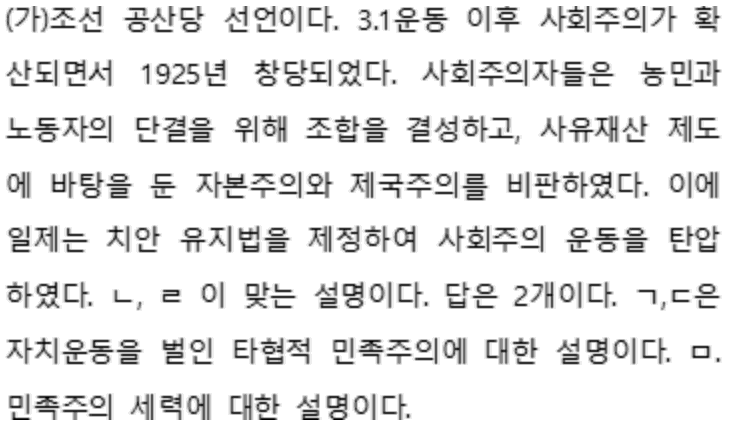 (가)조선 공산당 선언이다. 3.1운동 이후 사회주의가 확
산되면서 1925년 창당되었다. 사회주의자들은 농민과
노동자의 단결을 위해 조합을 결성하고, 사유재산 제도
에 바탕을 둔 자본주의와 제국주의를 비판하였다. 이에
일제는 치안 유지법을 제정하여 사회주의 운동을 탄압
하였다. ㄴ, ㄹ 이 맞는 설명이다. 답은 2개이다. ㄱ,ㄷ은
자치운동을 벌인 타협적 민족주의에 대한 설명이다. ㅁ.
민족주의 세력에 대한 설명이다.